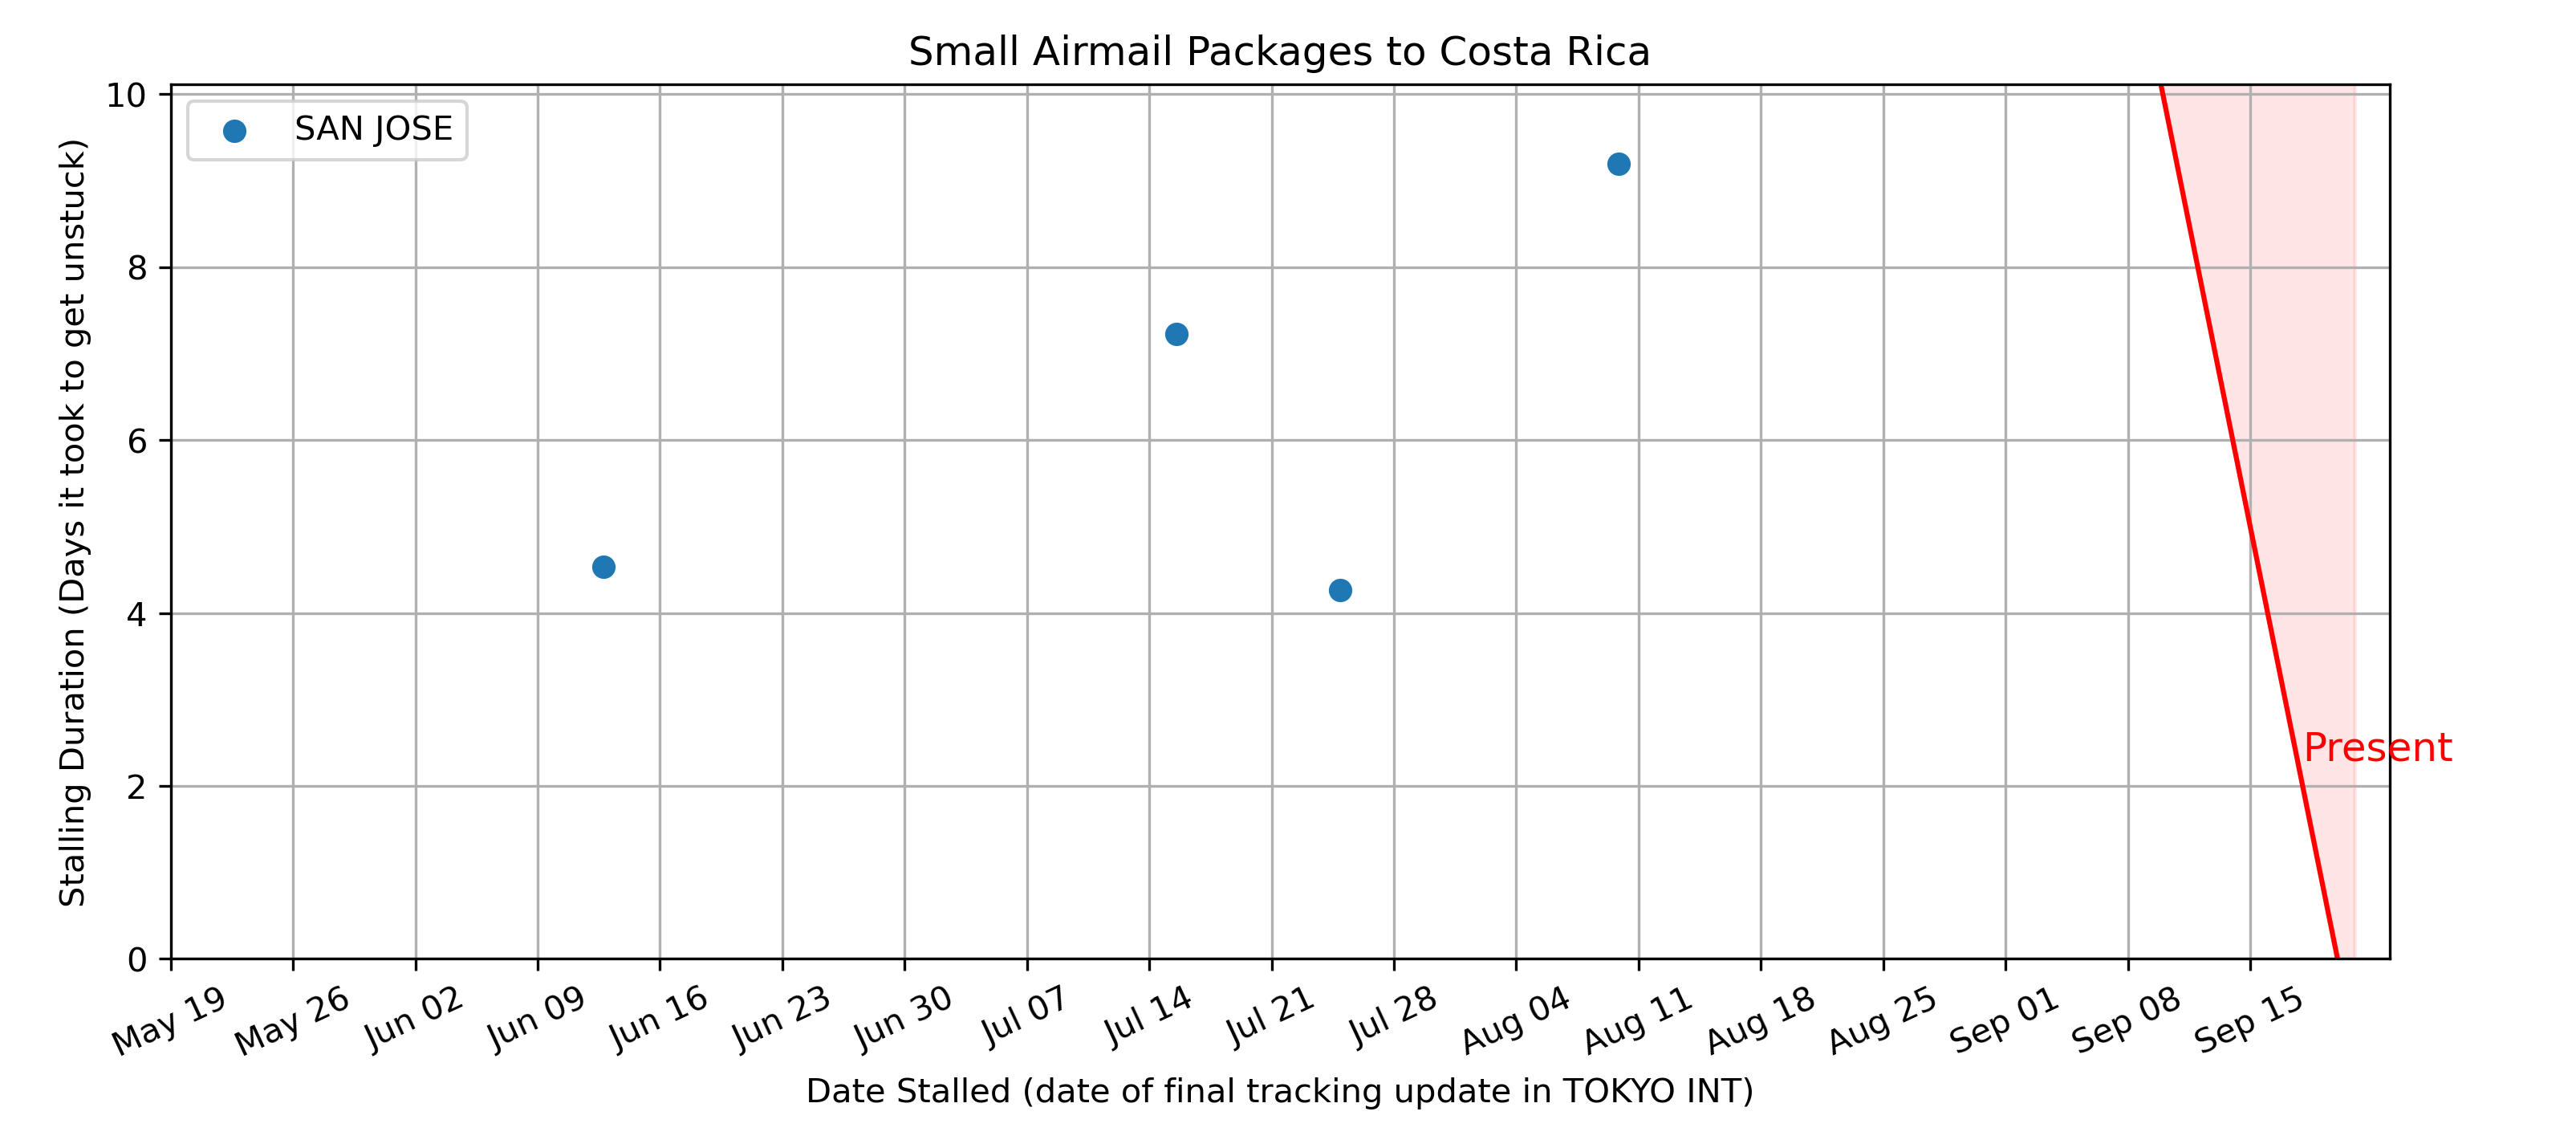 Small Airmail Packages to Costa Rica
SAN JOSE
Stalling Duration (Days it took to get unstuck)
10
8
6
4
2
0
Present
May 19
May 26
Jun 02
Jun 09
Jun 16
Jun 23
Jun 30
Jul 07
Jul 14
Jul 21
Jul 28
Aug 04
Aug 11
Aug 18
Aug 25
Sep 01
Sep 08
Sep 15
Date Stalled (date of final tracking update in TOKYO INT)